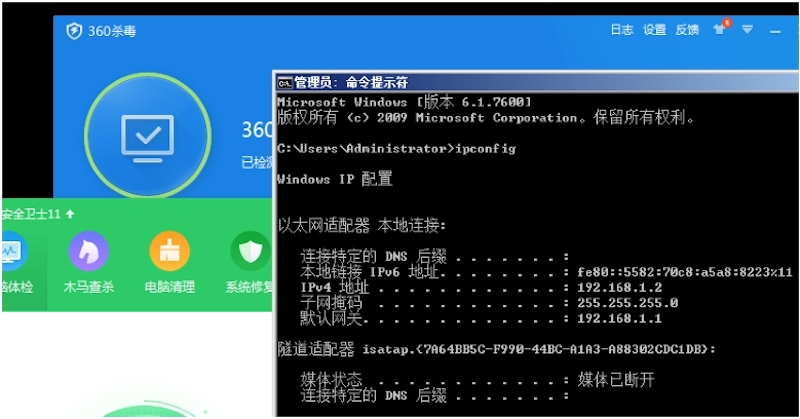 360杀毒
日志 设置 反馈
8
360
已检测
安全卫士11
体检
木马查杀
电脑清理
系统修复
管理员: 命令提示符
Microsoft Windows [版本 6.1.7600]
版权所有 (c) 2009 Microsoft Corporation。保留所有权利。
C:\Users\Administrator>ipconfig
Windows IP 配置
以太网适配器 本地连接:
连接特定的 DNS 后缀 . . . . . . . :
本地链接 IPv6 地址. . . . . . . . : fe80::5582:70c8:a5a8:8223%11
IPv4 地址 . . . . . . . . . . . . : 192.168.1.2
子网掩码 . . . . . . . . . . . . : 255.255.255.0
默认网关. . . . . . . . . . . . . : 192.168.1.1
隧道适配器 isatap.{7A64BB5C-F990-44BC-A1A3-A88302CDC1DB}:
媒体状态 . . . . . . . . . . . . : 媒体已断开
连接特定的 DNS 后缀 . . . . . . . :